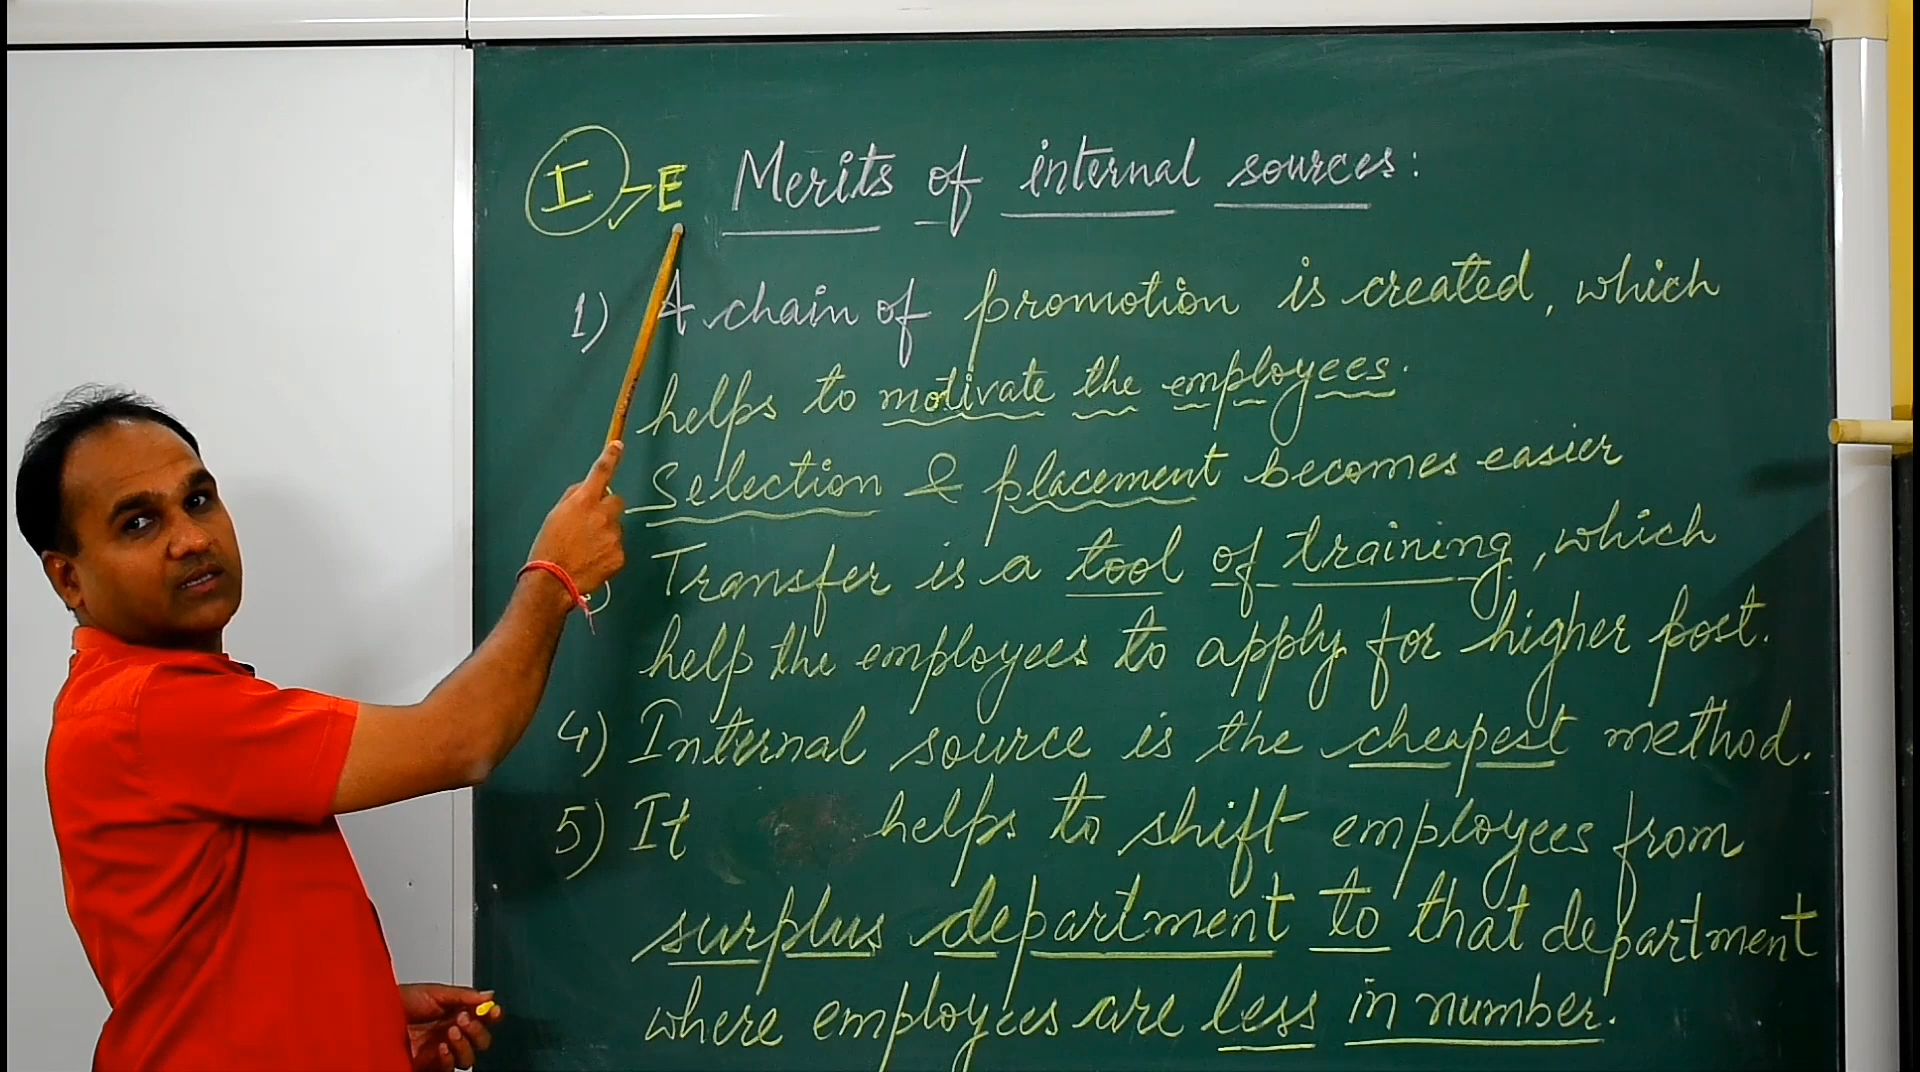 I → E Merits of internal sources:
1) A chain of promotion is created, which
helps to motivate the employees.
Selection & placement becomes easier
Transfer is a tool of training, which
help the employees to apply for higher post.
4) Internal source is the cheapest method.
5) It helps to shift employees from
surplus department to that department
where employees are less in number.